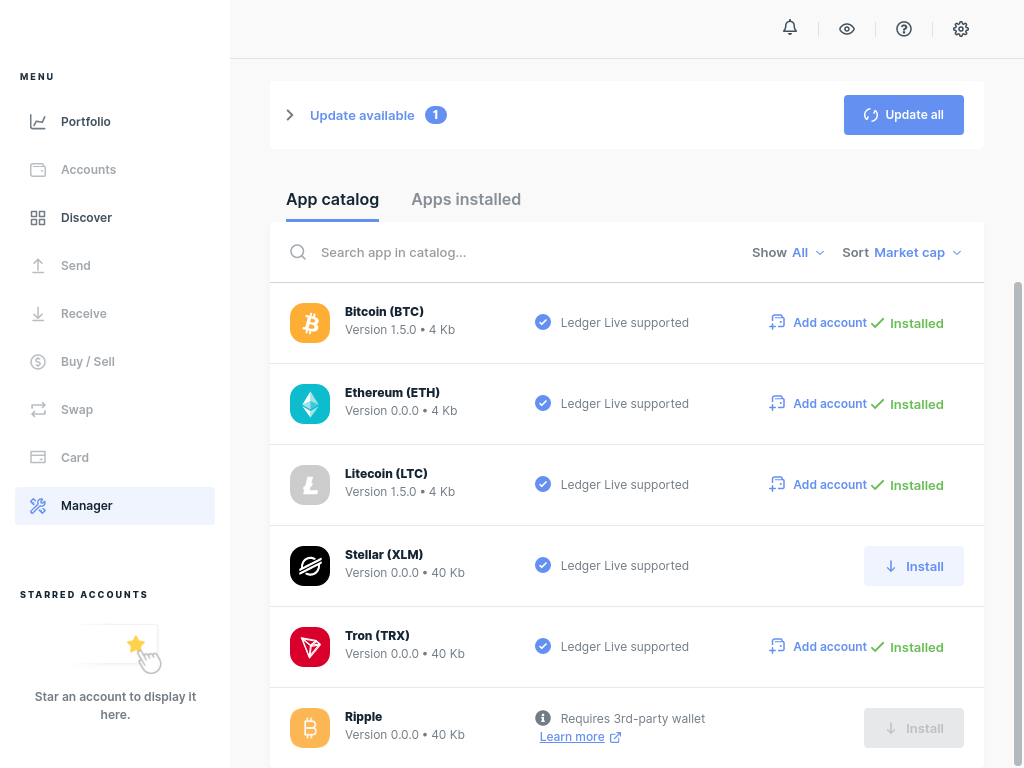 MENU
Portfolio
Accounts
Discover
Send
Receive
Buy / Sell
Swap
Card
Manager
STARRED ACCOUNTS
Star an account to display it
here.
Update available 1
Update all
App catalog Apps installed
Search app in catalog...
Show All Sort Market cap
Bitcoin (BTC)
Version 1.5.0 • 4 Kb
Ledger Live supported
Add account Installed
Ethereum (ETH)
Version 0.0.0 • 4 Kb
Ledger Live supported
Add account Installed
Litecoin (LTC)
Version 1.5.0 • 4 Kb
Ledger Live supported
Add account Installed
Stellar (XLM)
Version 0.0.0 • 40 Kb
Ledger Live supported
Install
Tron (TRX)
Version 0.0.0 • 40 Kb
Ledger Live supported
Add account Installed
Ripple
Version 0.0.0 • 40 Kb
Requires 3rd-party wallet
Learn more
Install